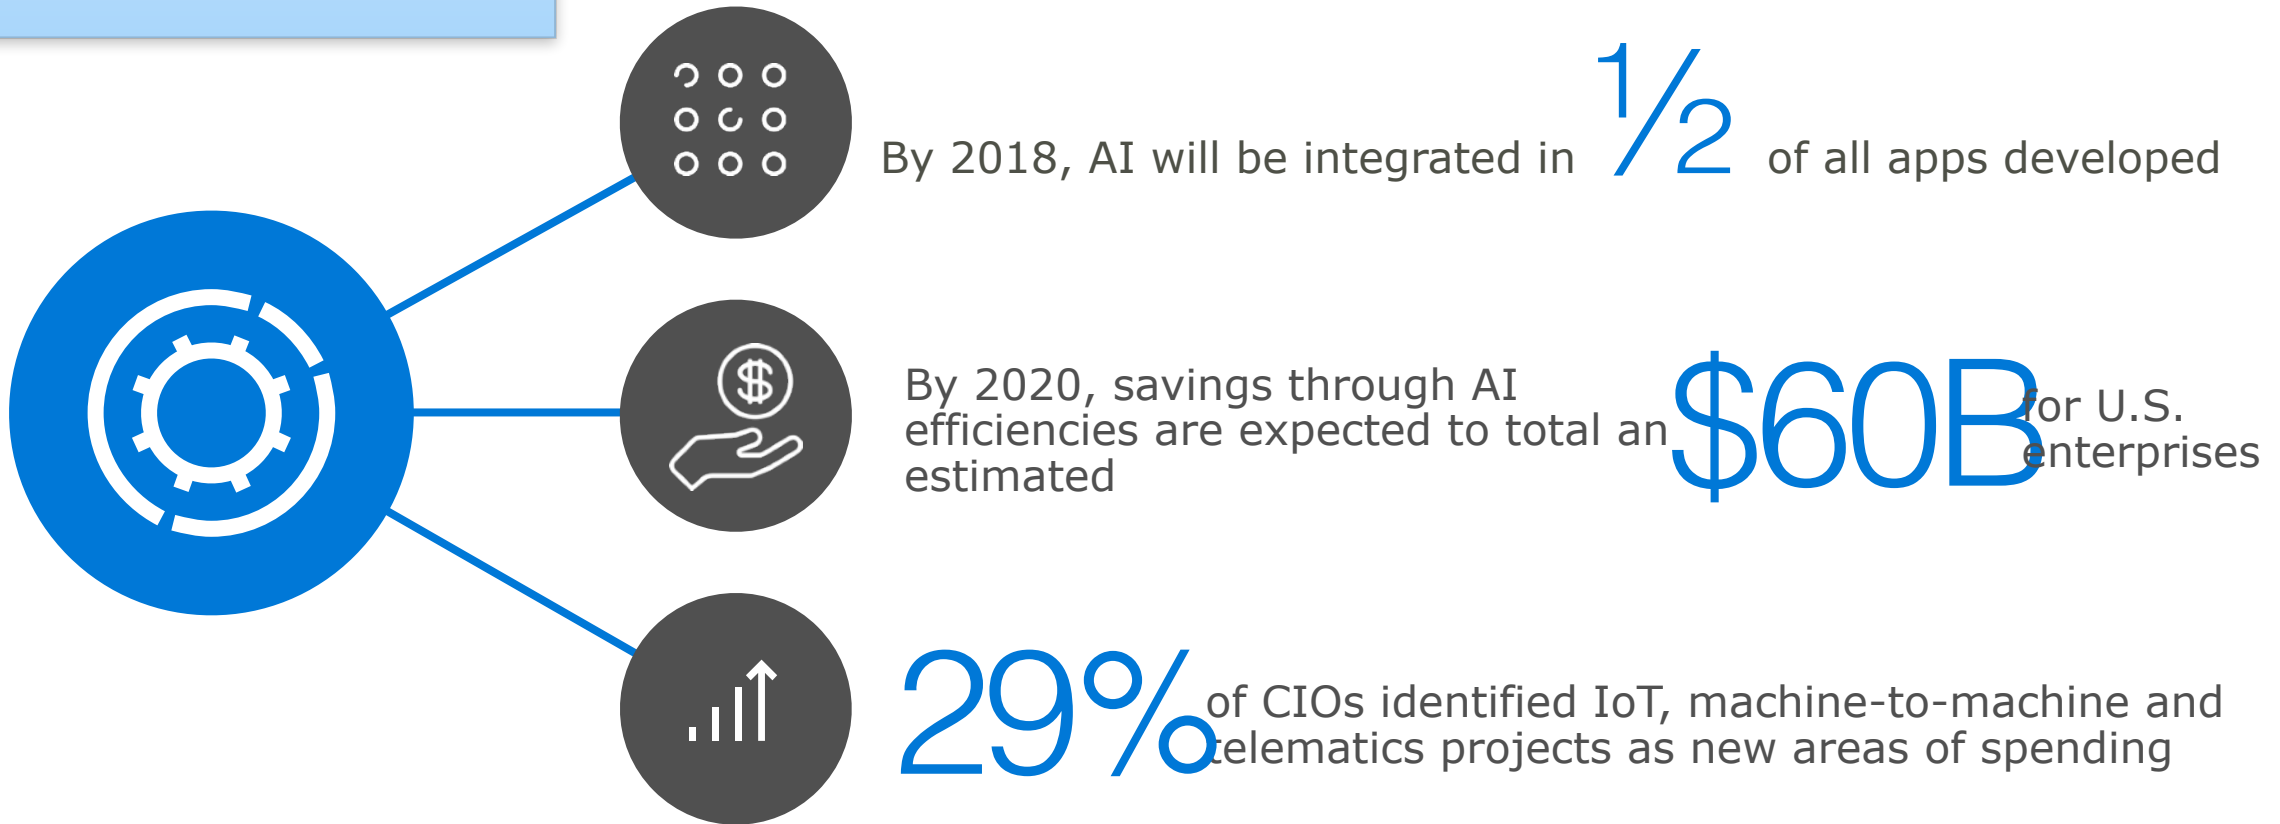 By 2018, AI will be integrated in ½ of all apps developed
By 2020, savings through AI
efficiencies are expected to total an
estimated
$60B
for U.S.
enterprises
29%
of CIOs identified IoT, machine-to-machine and
telematics projects as new areas of spending